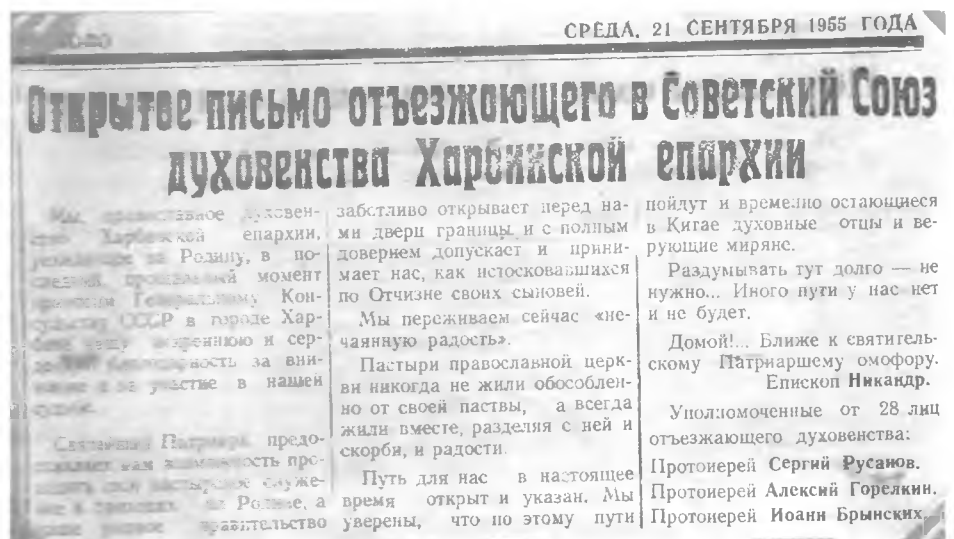 СРЕДА, 21 СЕНТЯБРЯ 1955 ГОДА
Открытое письмо отъезжающего в Советский Союз
духовенства Харбинской епархии
Мы, православное духовен-
Харбинской епархии,
за Родину, в по-
прощальный момент
Генеральному Кон-
СССР в городе Хар-
искреннюю и сер-
за вни-
и за участие в нашей
судьбе.
Святейший Патриарх предо-
нам возможность про-
служе-
на Родине, а
правительство
заботливо открывает перед на-
ми двери границы и с полным
доверием допускает и прини-
мает нас, как истосковавшихся
по Отчизне своих сыновей.
Мы переживаем сейчас «не-
чаянную радость».
Пастыри православной церк-
ви никогда не жили обособлен-
но от своей паствы, а всегда
жили вместе, разделяя с ней и
скорби, и радости.
Путь для нас в настоящее
время открыт и указан. Мы
уверены, что по этому пути
пойдут и временно остающиеся
в Китае духовные отцы и ве-
рующие миряне.
Раздумывать тут долго — не
нужно... Иного пути у нас нет
и не будет.
Домой!... Ближе к святитель-
скому Патриаршему омофору.
Епископ Никандр.
Уполномоченные от 28 лиц
отъезжающего духовенства:
Протоиерей Сергий Русанов.
Протоиерей Алексий Горелкин.
Протоиерей Иоанн Брынских.